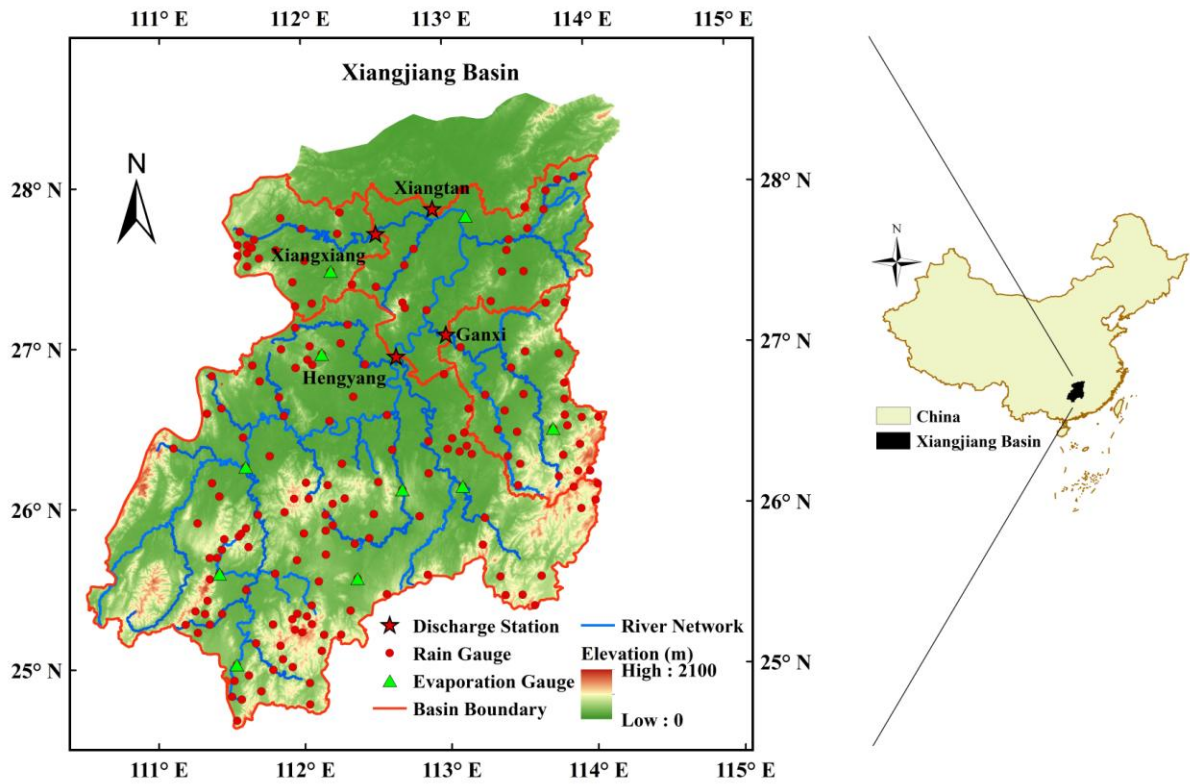 111° E 112° E 113° E 114° E 115° E
Xiangjiang Basin
N
28° N
27° N
26° N
25° N
Xiangtan
Xiangxiang
Ganxi
Hengyang
Discharge Station
Rain Gauge
Evaporation Gauge
Basin Boundary
River Network
Elevation (m)
High : 2100
Low : 0
28° N
27° N
26° N
25° N
111° E 112° E 113° E 114° E 115° E
N
China
Xiangjiang Basin